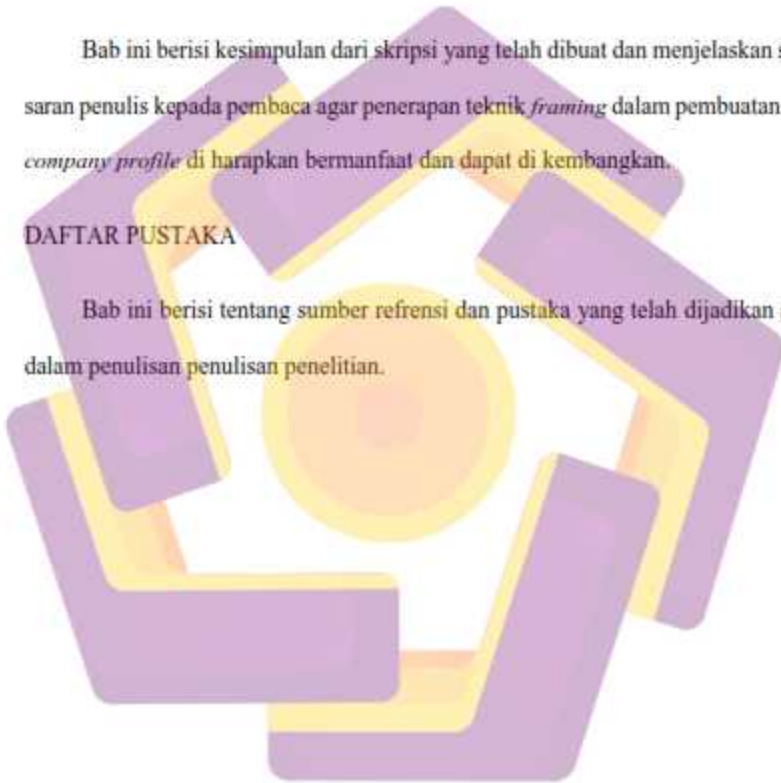 Bab ini berisi kesimpulan dari skripsi yang telah dibuat dan menjelaskan
saran penulis kepada pembaca agar penerapan teknik framing dalam pembuatan
company profile di harapkan bermanfaat dan dapat di kembangkan.
DAFTAR PUSTAKA
Bab ini berisi tentang sumber refrensi dan pustaka yang telah dijadikan
dalam penulisan penulisan penelitian.